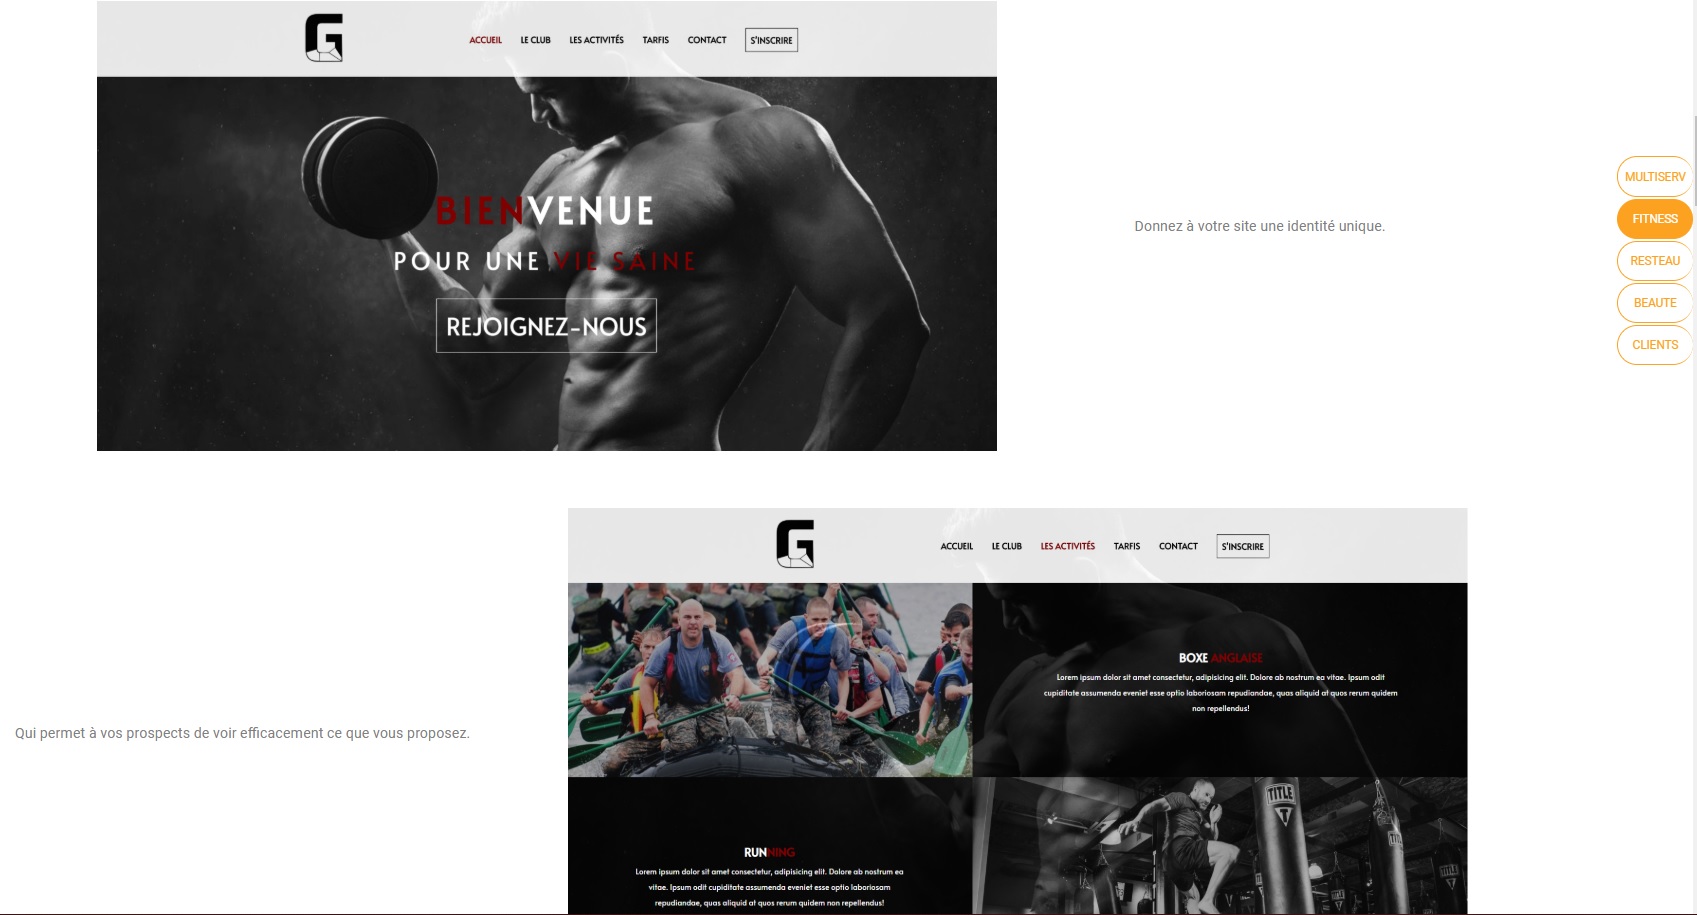 G
ACCUEIL LE CLUB LES ACTIVITÉS TARFIS CONTACT S'INSCRIRE
BIENVENUE
POUR UNE VIE SAINE
REJOIGNEZ-NOUS
Donnez à votre site une identité unique.
MULTISERV
FITNESS
RESTEAU
BEAUTE
CLIENTS
Qui permet à vos prospects de voir efficacement ce que vous proposez.
G
ACCUEIL LE CLUB LES ACTIVITÉS TARFIS CONTACT S'INSCRIRE
BOXE ANGLAISE
Lorem ipsum dolor sit amet consectetur, adipisicing elit. Dolore ab nostrum ea vitae. Ipsum odit
cupiditate assumenda eveniet esse optio laboriosam repudiandae, quas aliquid at quos rerum quidem
non repellendus!
RUNNING
Lorem ipsum dolor sit amet consectetur, adipisicing elit. Dolore ab nostrum ea
vitae. Ipsum odit cupiditate assumenda eveniet esse optio laboriosam
repudiandae, quas aliquid at quos rerum quidem non repellendus!
TITLE
T
TITLE
TITLE